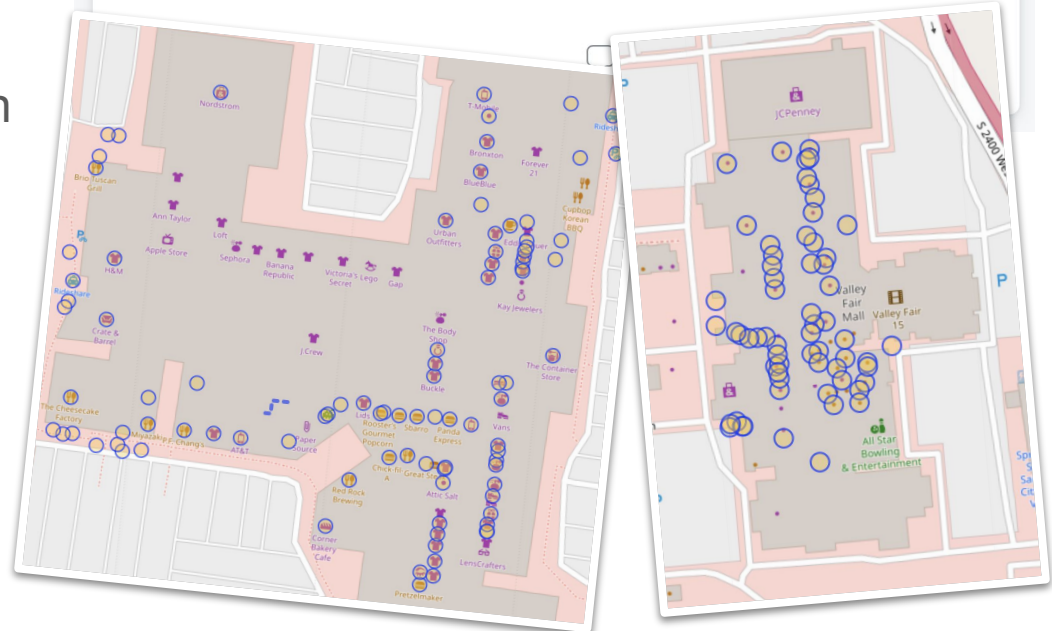 n
Nordstrom
T-Mobile
Bronxton
Forever
21
BlueBlue
Cupbop
Korean
BBQ
Brio Tuscan
Grill
Ann Taylor
Loft
Apple Store
Sephora
Banana
Republic
Victoria's
Secret
Lego
Gap
Urban
Outfitters
H&M
Rideshare
Kay Jewelers
Crate &
Barrel
The Body
Shop
J.Crew
Buckle
The Container
Store
The Cheesecake
Factory
Lids
Rooster's
Gourmet
Popcorn
Sbarro
Panda
Express
Vans
AT&T
Paper
Source
Chick-fil-
A
Attic Salt
Red Rock
Brewing
Corner
Bakery
Cafe
LensCrafters
Pretzelmaker
JCPenney
S 2400 We
P
Valley
Fair
Mall
Valley Fair
15
P
All Star
Bowling
& Entertainment